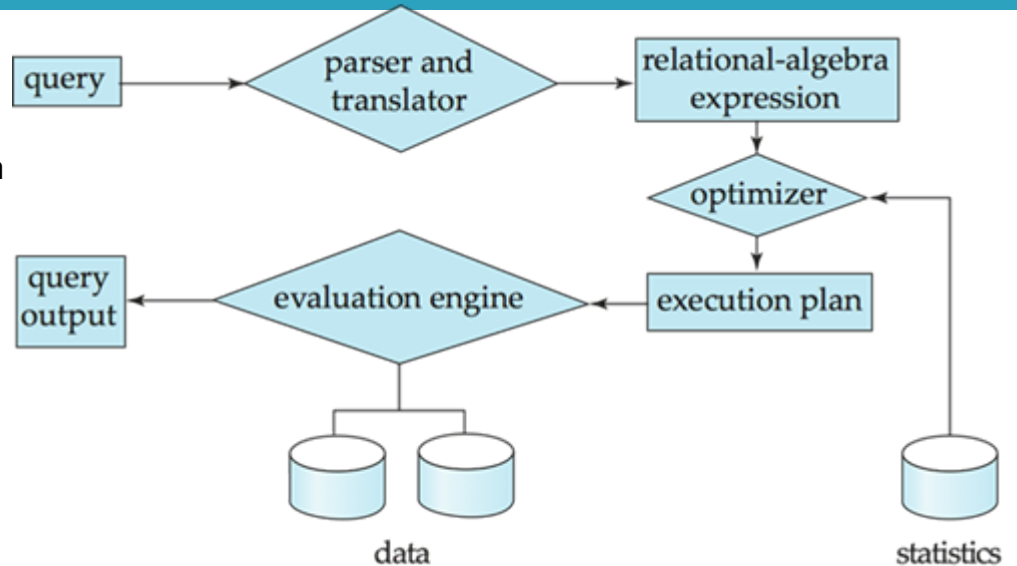 query
parser and
translator
relational-algebra
expression
optimizer
query
output
evaluation engine
execution plan
data
statistics